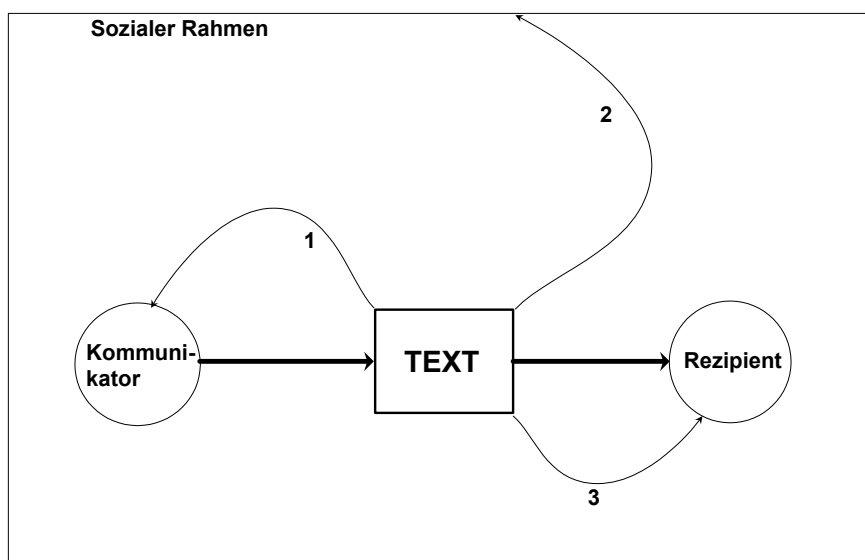 Sozialer Rahmen
2
1
Kommuni-
kator
TEXT
Rezipient
3